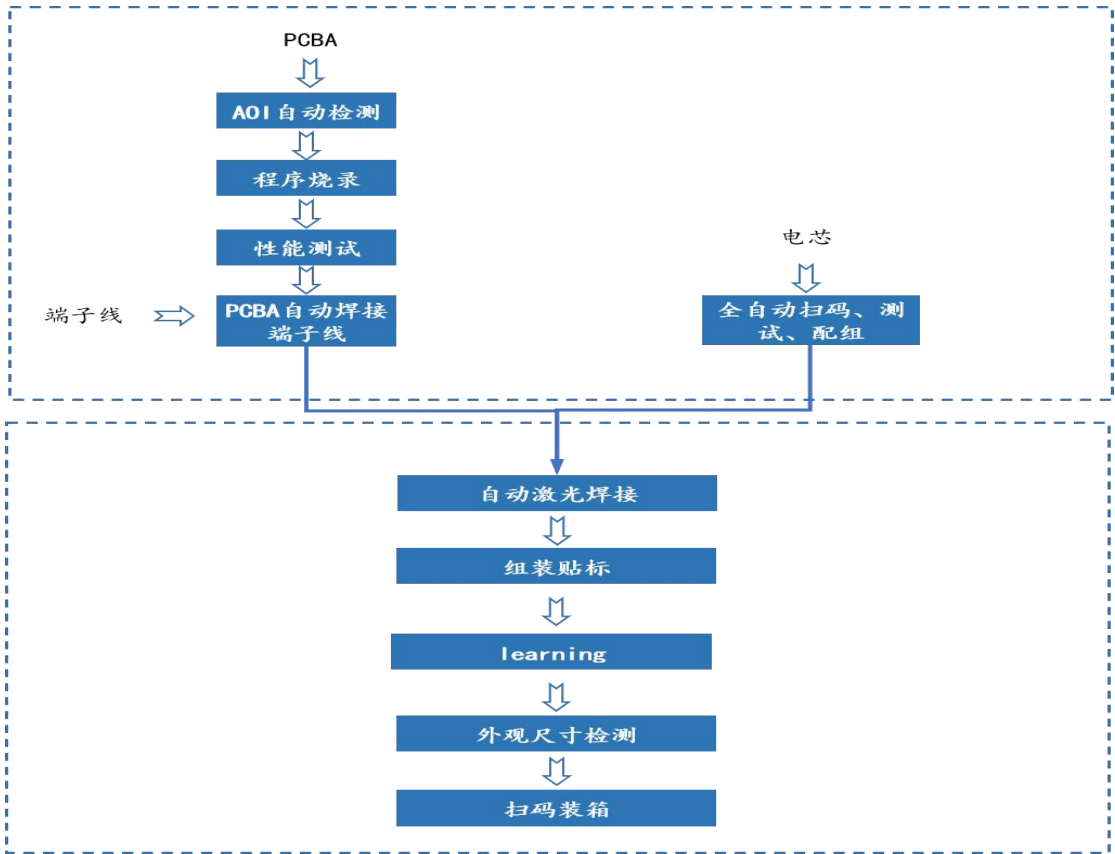 PCBA
AOI自动检测
程序烧录
性能测试
端子线
PCBA自动焊接
端子线
电芯
全自动扫码、测
试、配组
自动激光焊接
组装贴标
learning
外观尺寸检测
扫码装箱